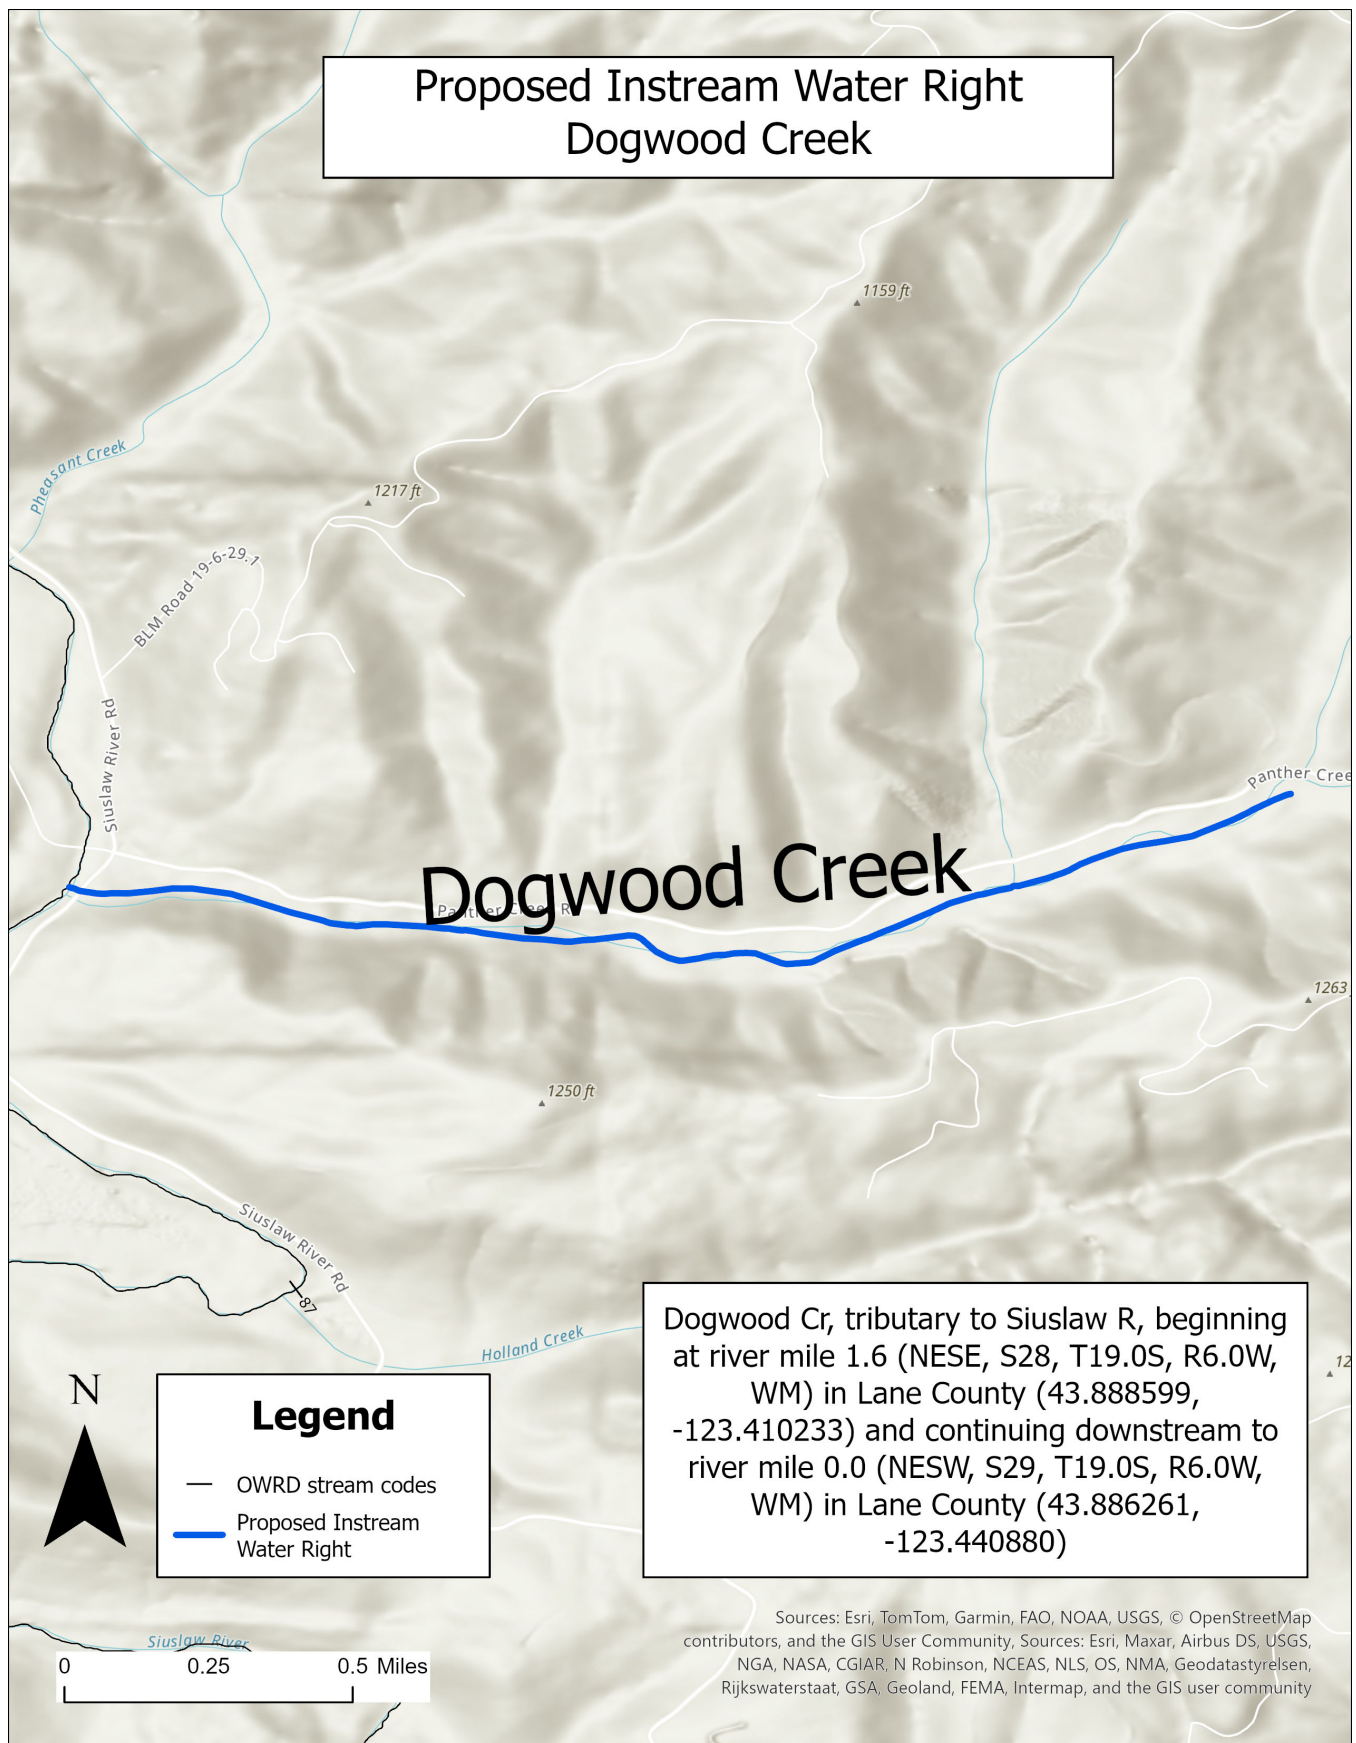 Proposed Instream Water Right
Dogwood Creek
1159 ft
Pheasant Creek
1217 ft
BLM Road 19-6-29.1
Siuslaw River Rd
Panther Cree
Dogwood Creek
Panther Creek R
1263
1250 ft
Siuslaw River Rd
87
Holland Creek
12
Dogwood Cr, tributary to Siuslaw R, beginning
at river mile 1.6 (NESE, S28, T19.0S, R6.0W,
WM) in Lane County (43.888599,
-123.410233) and continuing downstream to
river mile 0.0 (NESW, S29, T19.0S, R6.0W,
WM) in Lane County (43.886261,
-123.440880)
N
Legend
OWRD stream codes
Proposed Instream
Water Right
Sources: Esri, TomTom, Garmin, FAO, NOAA, USGS, © OpenStreetMap
contributors, and the GIS User Community, Sources: Esri, Maxar, Airbus DS, USGS,
NGA, NASA, CGIAR, N Robinson, NCEAS, NLS, OS, NMA, Geodatastyrelsen,
Rijkswaterstaat, GSA, Geoland, FEMA, Intermap, and the GIS user community
Siuslaw River
0 0.25 0.5 Miles